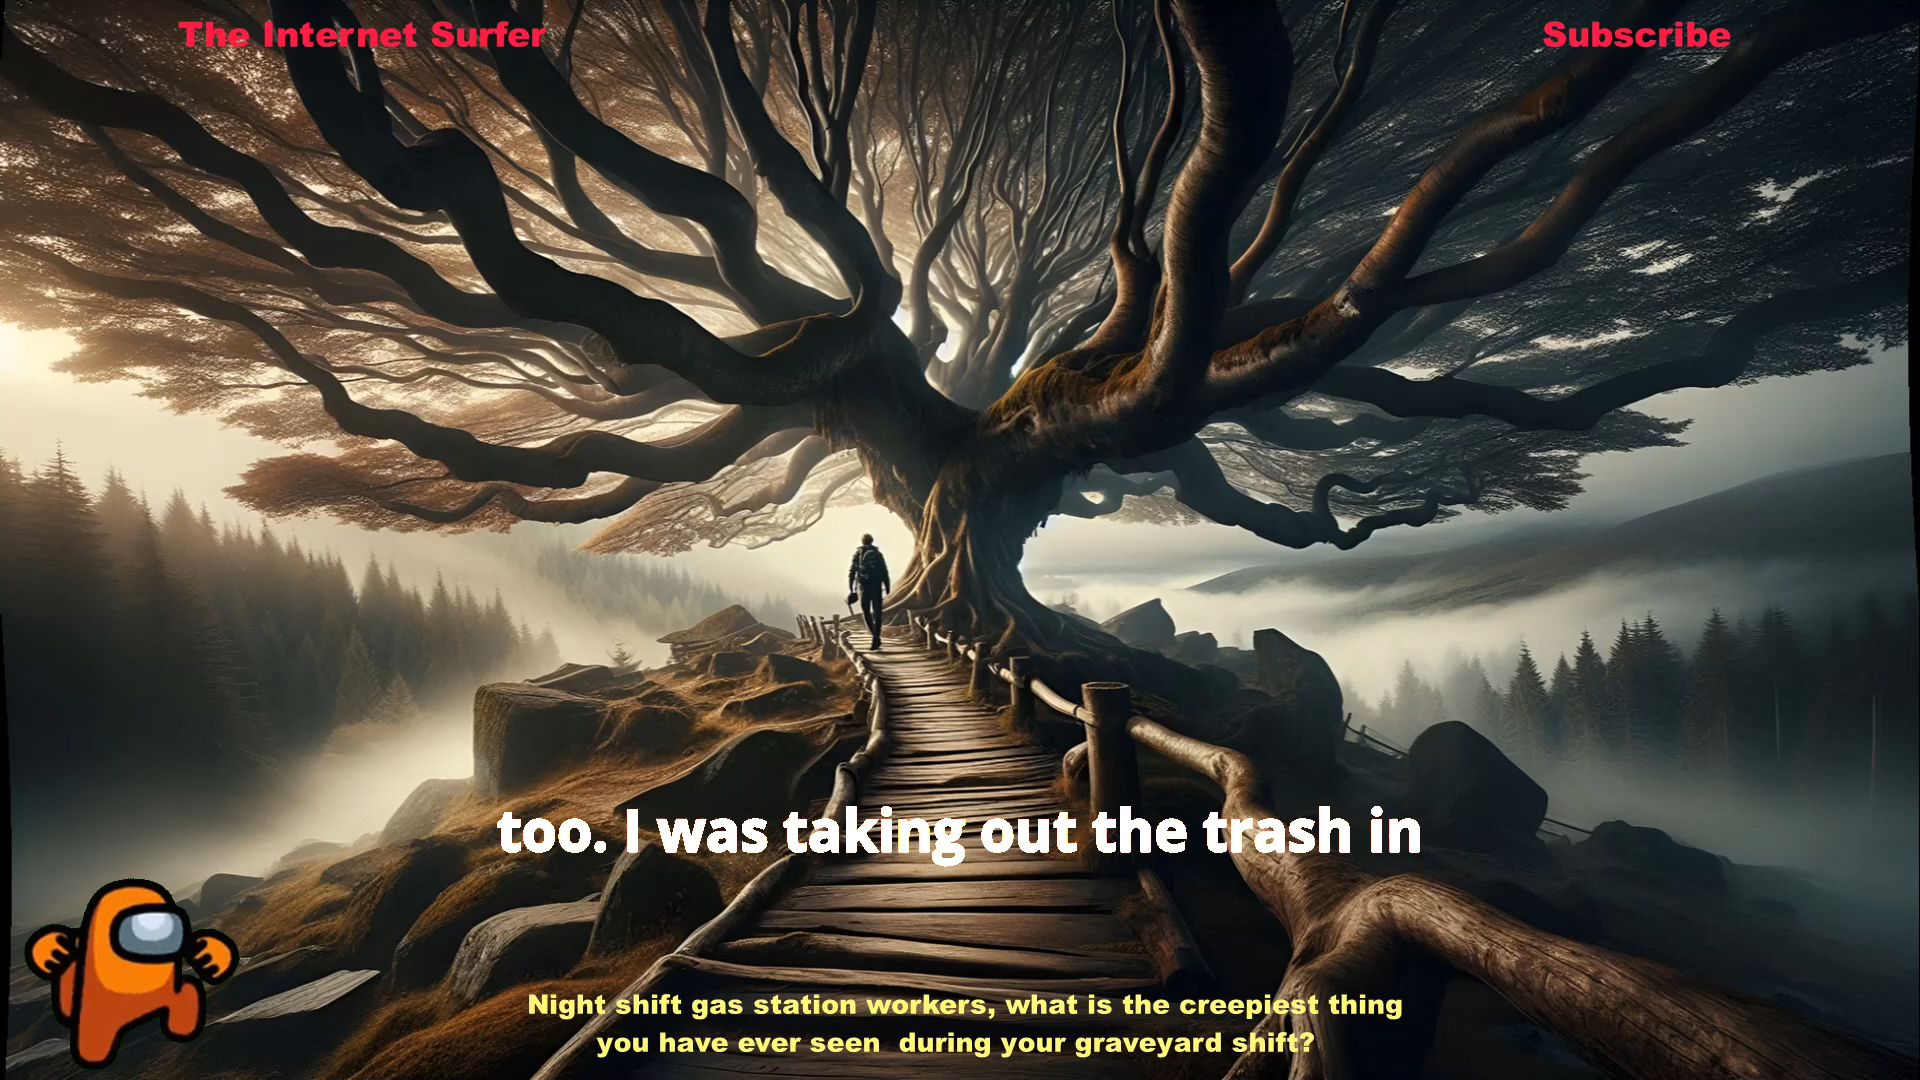 The Internet Surfer
Subscribe
too. I was taking out the trash in
Night shift gas station workers, what is the creepiest thing
you have ever seen  during your graveyard shift?